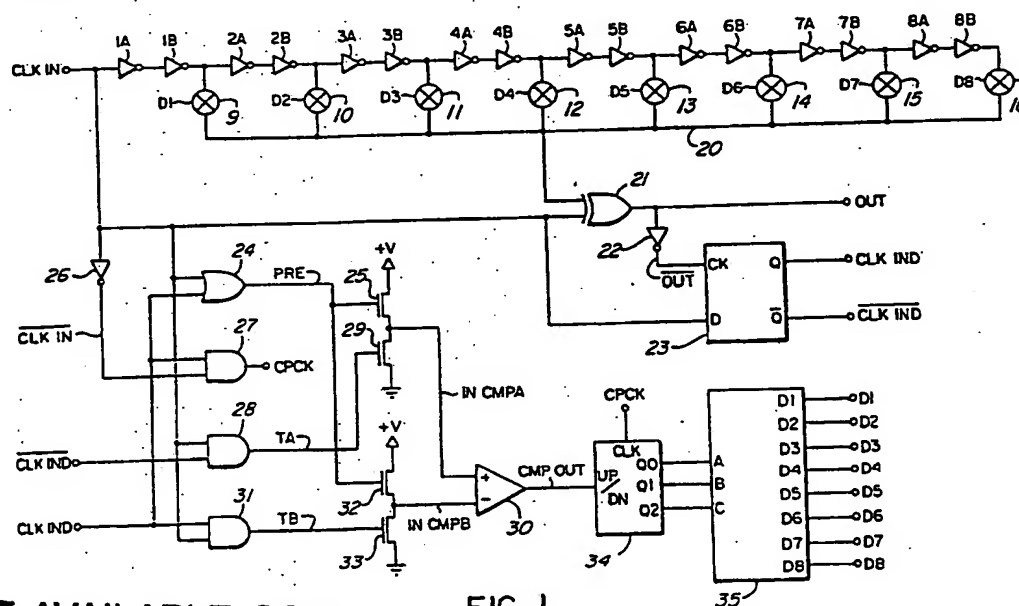 1A 1B 2A 2B 3A 3B 4A 4B 5A 5B 6A 6B 7A 7B 8A 8B
CLK IN
D1 9 D2 10 D3 11 D4 12 D5 13 D6 14 D7 15 D8
20
21
OUT
22
CK Q CLK IND
OUT
D Q CLK IND
23
26 24 PRE +V
25
CLK IN
27 29
CPCK
IN CMPA
28
CLK IND TA +V
CPCK
CLK
31
CLK IND TB 32
33 IN CMPB
+
-
30
CMP OUT
UP
DN
Q0
Q1
Q2
34
A
B
C
D1 D1
D2 D2
D3 D3
D4 D4
D5 D5
D6 D6
D7 D7
D8 D8
35
FIG. 1